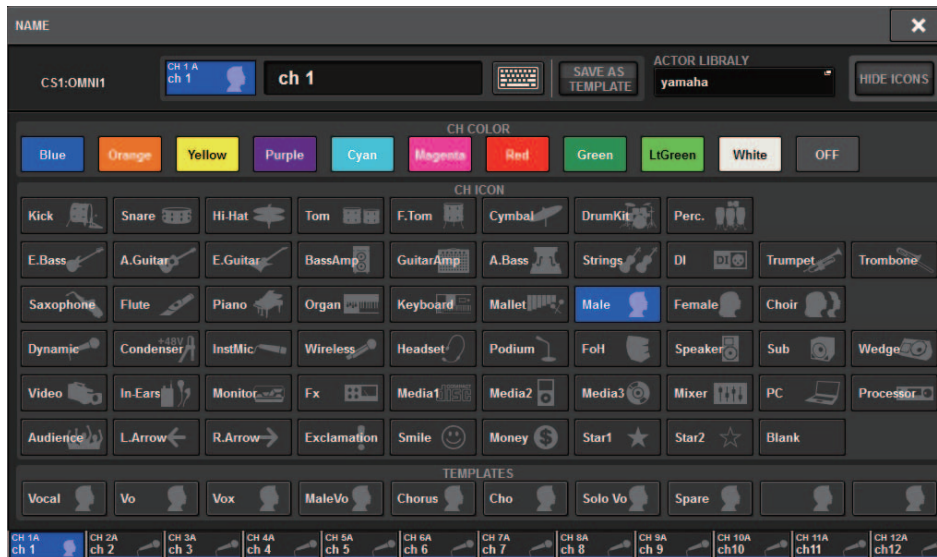 NAME
CS1:OMNI1
CH 1 A
ch 1
ch 1
SAVE AS
TEMPLATE
ACTOR LIBRALY
yamaha
HIDE ICONS
CH COLOR
Blue Orange Yellow Purple Cyan Magenta Red Green LtGreen White OFF
CH ICON
Kick Snare Hi-Hat Tom F.Tom Cymbal DrumKit Perc.
E.Bass A.Guitar E.Guitar BassAmp GuitarAmp A.Bass Strings DI DI Trumpet Trombone
Saxophone Flute Piano Organ Keyboard Mallet Male Female Choir
Dynamic Condenser +48V InstMic Wireless Headset Podium FoH Speaker Sub Wedge
Video In-Ears Monitor Fx Media1 DISC Media2 Media3 Mixer PC Processor
Audience L.Arrow R.Arrow Exclamation Smile Money $ Star1 Star2 Blank
TEMPLATES
Vocal Vo Vox MaleVo Chorus Cho Solo Vo Spare
CH 1A CH 2A CH 3A CH 4A CH 5A CH 6A CH 7A CH 8A CH 9A CH 10A CH 11A CH 12A
ch 1 ch 2 ch 3 ch 4 ch 5 ch 6 ch 7 ch 8 ch 9 ch10 ch11 ch12